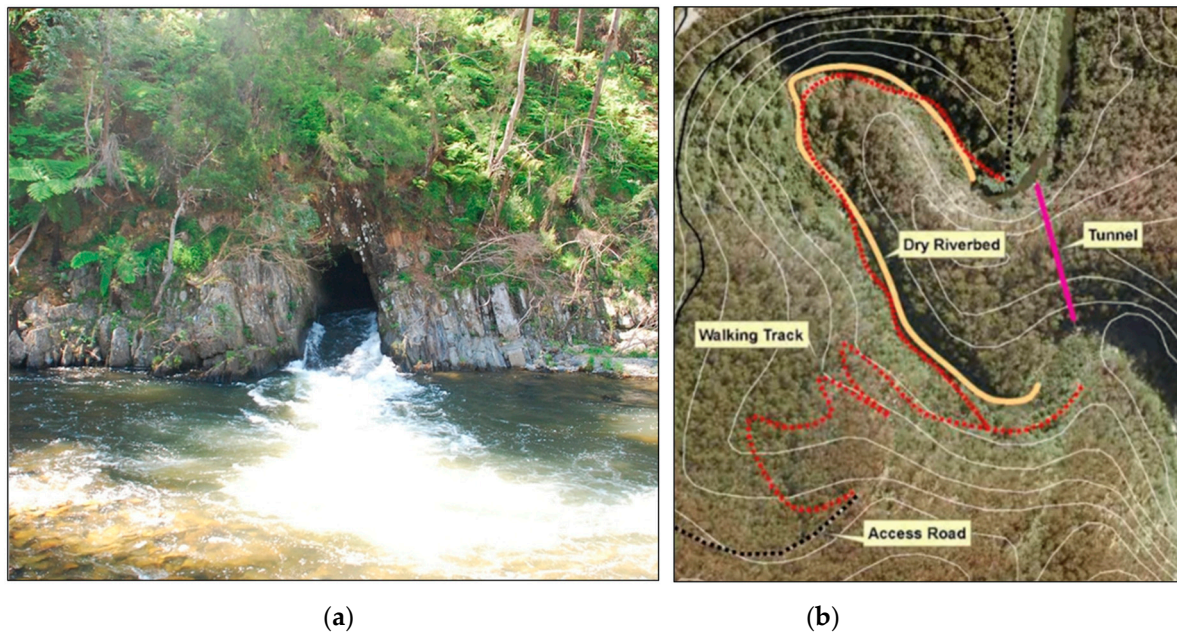 Dry Riverbed
Tunnel
Walking Track
Access Road
(a)
(b)